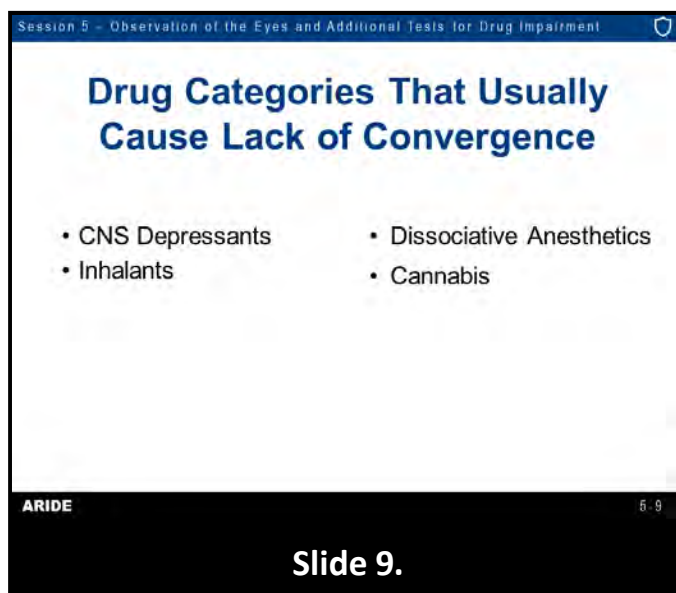 Session 5 - Observation of the Eyes and Additional Tests for Drug Impairment
Drug Categories That Usually
Cause Lack of Convergence
• CNS Depressants
• Inhalants
• Dissociative Anesthetics
• Cannabis
ARIDE
5-9
Slide 9.